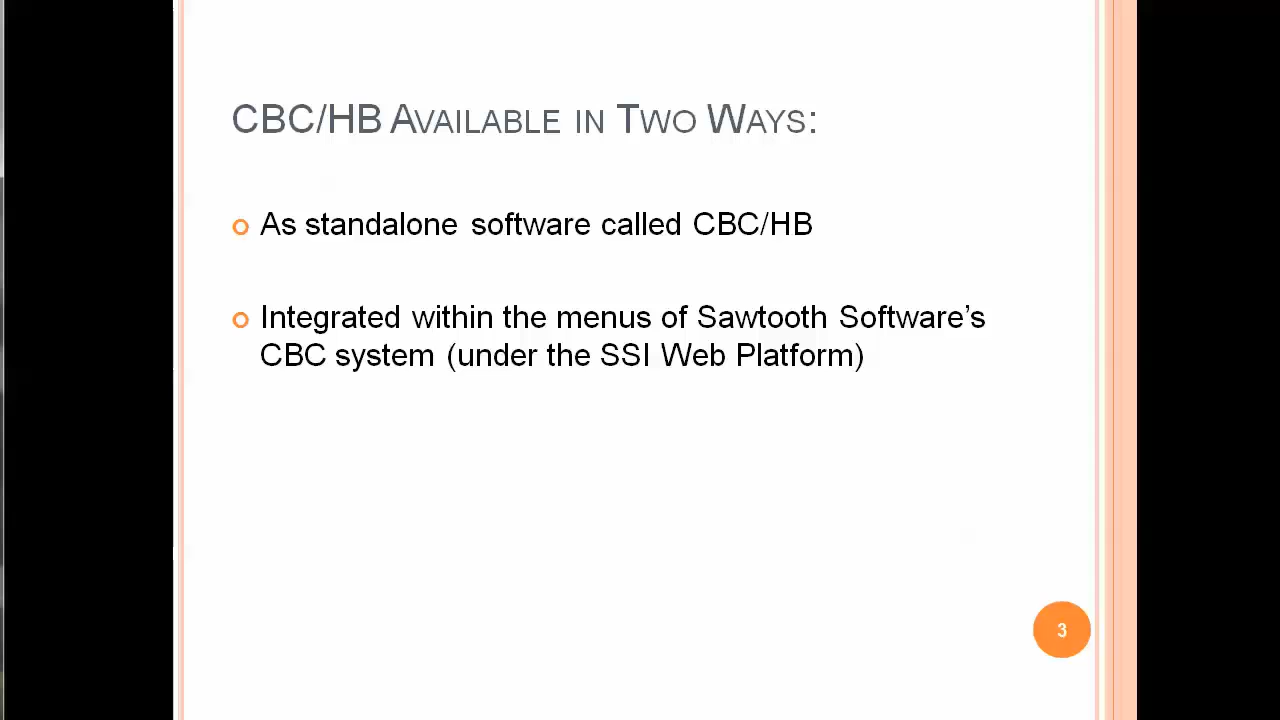 CBC/HB Available in Two Ways:
As standalone software called CBC/HB
Integrated within the menus of Sawtooth Software's
CBC system (under the SSI Web Platform)
3